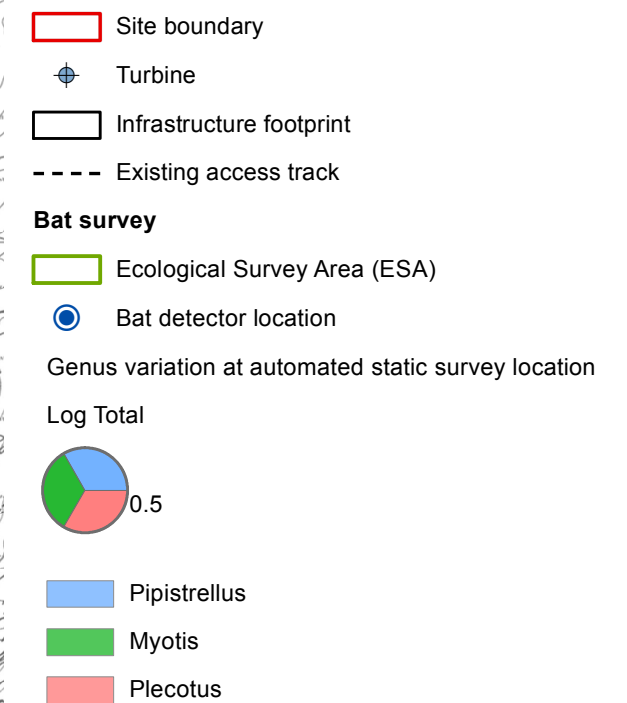 Site boundary
Turbine
Infrastructure footprint
Existing access track
Bat survey
Ecological Survey Area (ESA)
Bat detector location
Genus variation at automated static survey location
Log Total
0.5
Pipistrellus
Myotis
Plecotus